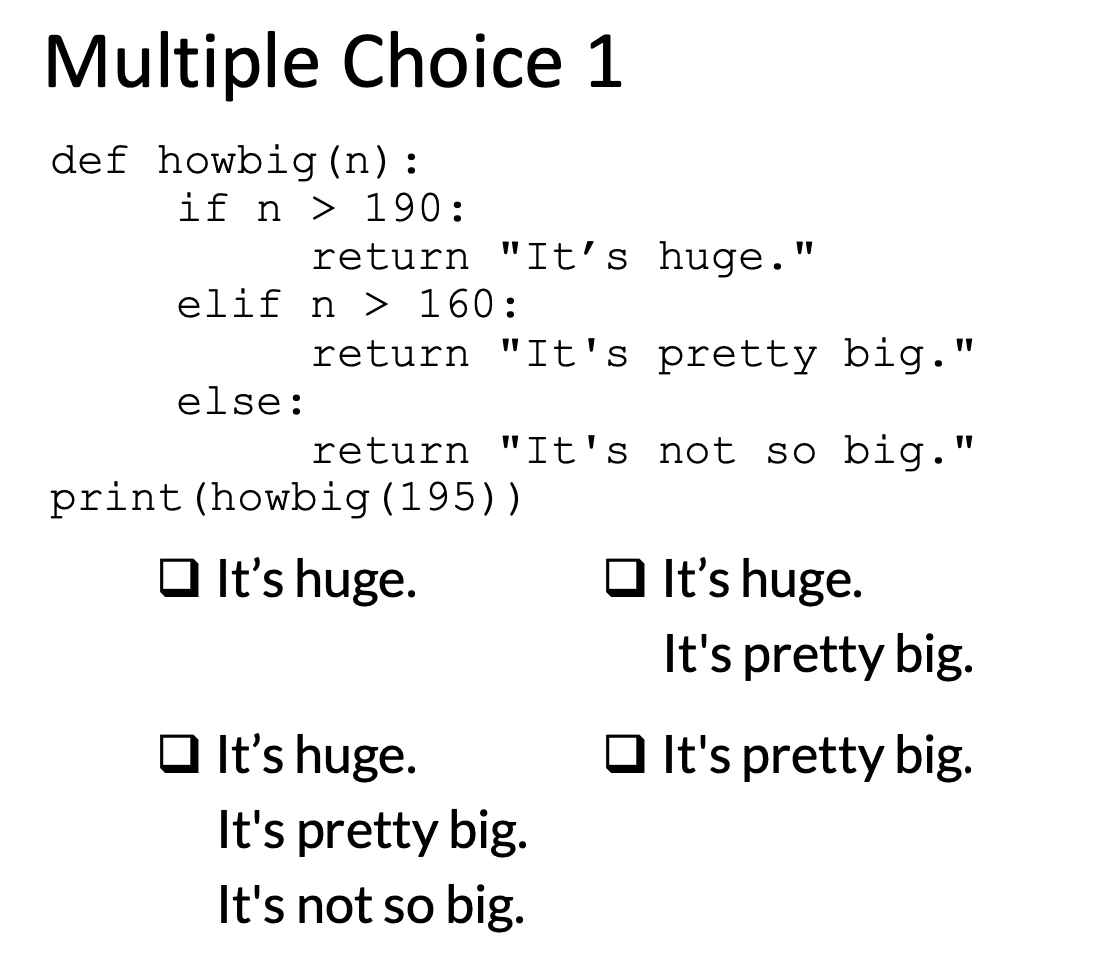 Multiple Choice 1
def howbig(n):
if n > 190:
return "It’s huge."
elif n > 160:
return "It's pretty big."
else:
return "It's not so big."
print(howbig(195))
❑ It’s huge.
❑ It’s huge.
It's pretty big.
❑ It’s huge.
It's pretty big.
It's not so big.
❑ It's pretty big.